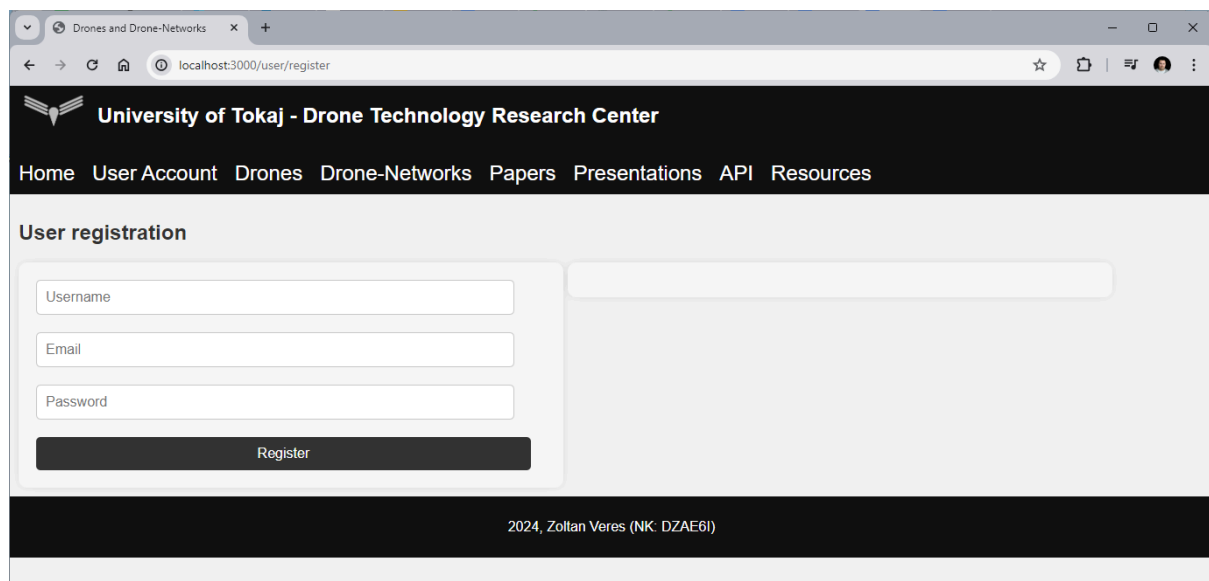 Drones and Drone-Networks
localhost:3000/user/register
University of Tokaj - Drone Technology Research Center
Home User Account Drones Drone-Networks Papers Presentations API Resources
User registration
Username
Email
Password
Register
2024, Zoltan Veres (NK: DZAE6I)